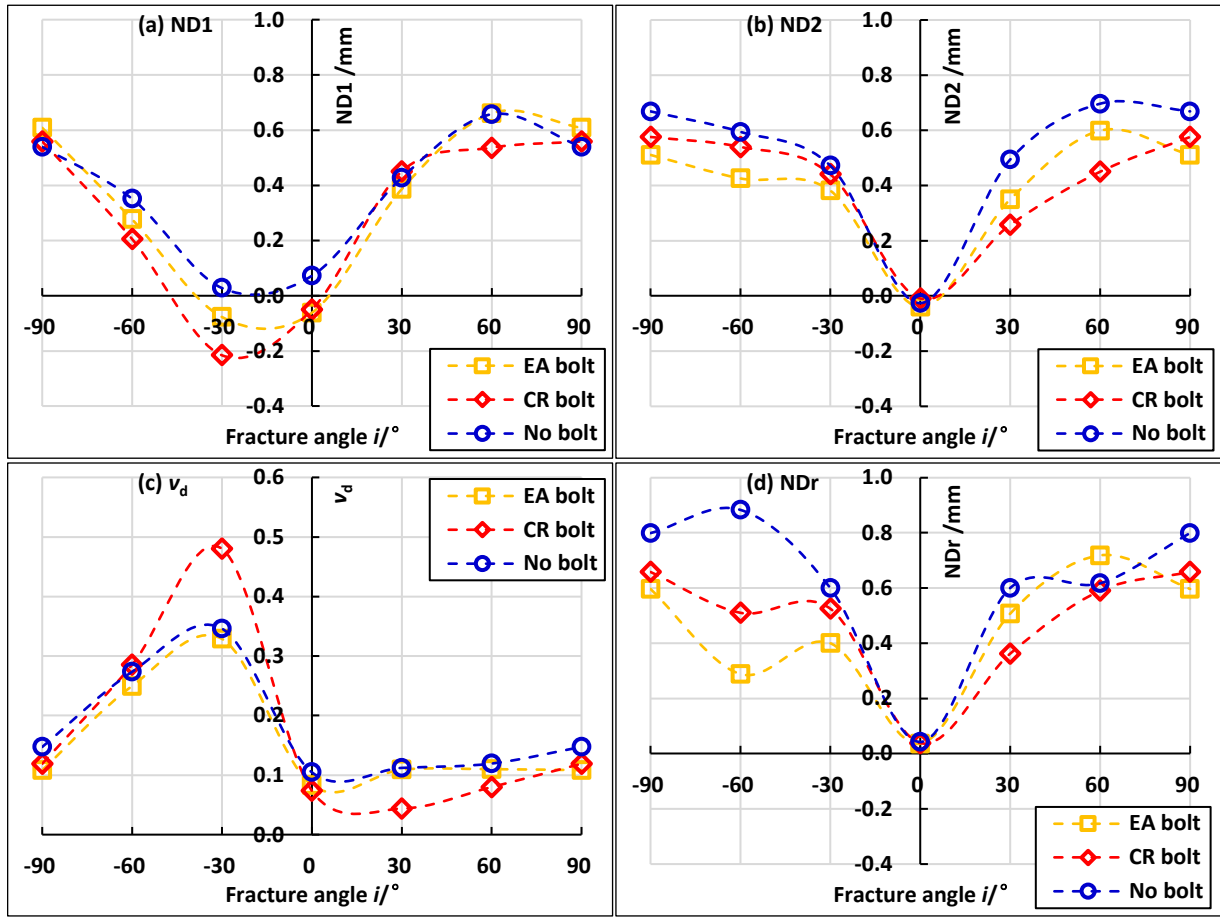 (a) ND1
ND1 /mm
1.0
0.8
0.6
0.4
0.2
0.0
-0.2
-0.4
-90 -60 -30 0 30 60 90
EA bolt
CR bolt
No bolt
Fracture angle i/°
(b) ND2
ND2 /mm
1.0
0.8
0.6
0.4
0.2
0.0
-0.2
-0.4
-90 -60 -30 0 30 60 90
EA bolt
CR bolt
No bolt
Fracture angle i/°
(c) vd
vd
0.6
0.5
0.4
0.3
0.2
0.1
0.0
EA bolt
CR bolt
No bolt
-90 -60 -30 0 30 60 90
Fracture angle i/°
(d) NDr
NDr /mm
1.0
0.8
0.6
0.4
0.2
0.0
-0.2
-0.4
-90 -60 -30 0 30 60 90
EA bolt
CR bolt
No bolt
Fracture angle i/°